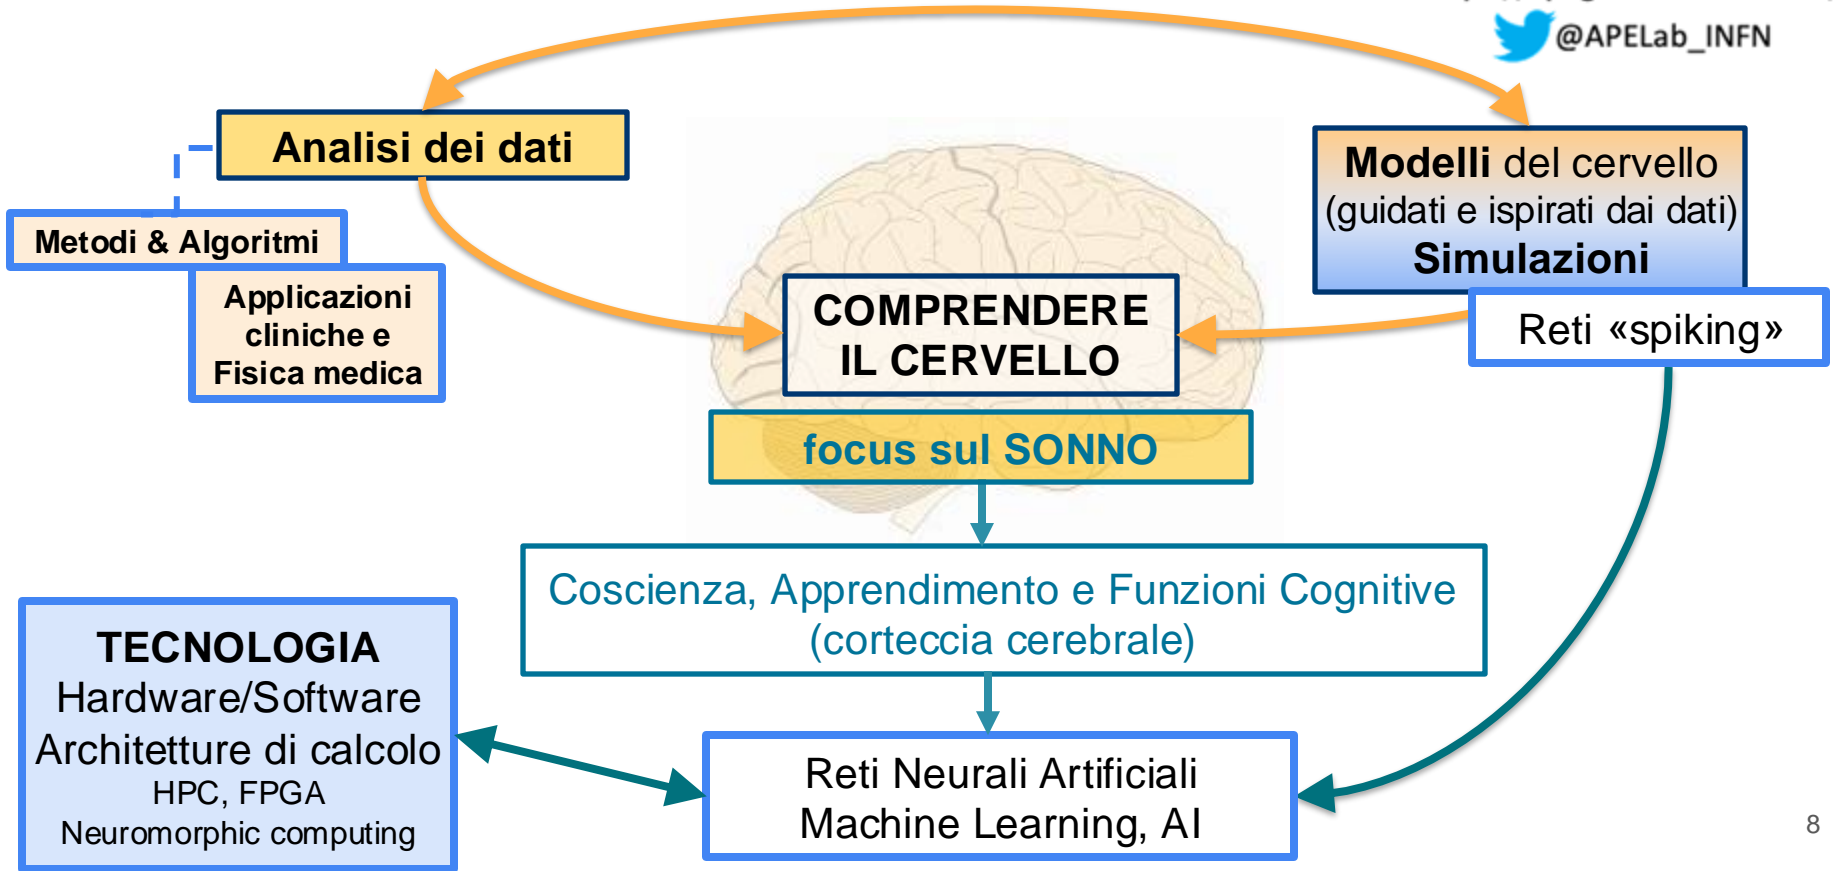 @APELab_INFN
Analisi dei dati
Modelli del cervello
(guidati e ispirati dai dati)
Simulazioni
Metodi & Algoritmi
Applicazioni
cliniche e
Fisica medica
COMPRENDERE
IL CERVELLO
Reti «spiking»
focus sul SONNO
Coscienza, Apprendimento e Funzioni Cognitive
(corteccia cerebrale)
TECNOLOGIA
Hardware/Software
Architetture di calcolo
HPC, FPGA
Neuromorphic computing
Reti Neurali Artificiali
Machine Learning, AI
8